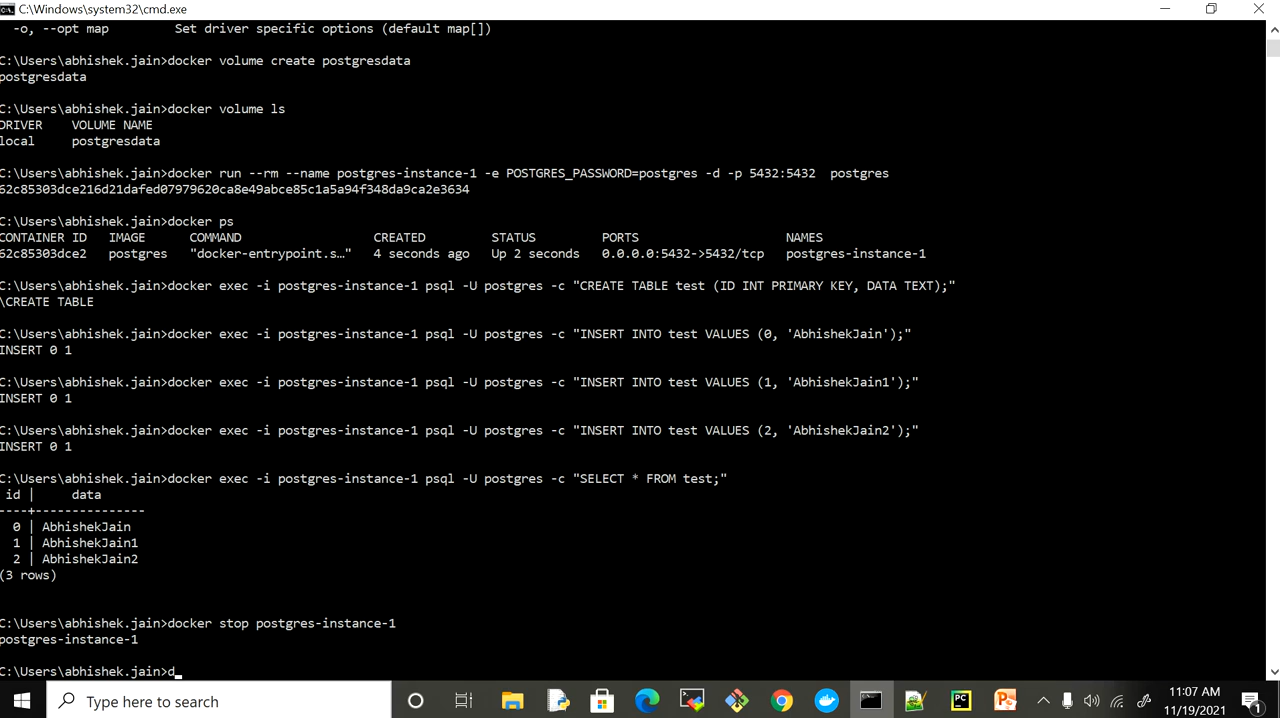 C:\Windows\system32\cmd.exe
-o, --opt map        Set driver specific options (default map[])
C:\Users\abhishek.jain>docker volume create postgresdata
postgresdata
C:\Users\abhishek.jain>docker volume ls
DRIVER    VOLUME NAME
local     postgresdata
C:\Users\abhishek.jain>docker run --rm --name postgres-instance-1 -e POSTGRES_PASSWORD=postgres -d -p 5432:5432  postgres
62c85303dce216d21dafed07979620ca8e49abce85c1a5a94f348da9ca2e3634
C:\Users\abhishek.jain>docker ps
CONTAINER ID   IMAGE      COMMAND                  CREATED         STATUS         PORTS                    NAMES
62c85303dce2   postgres   "docker-entrypoint.s…"   4 seconds ago   Up 2 seconds   0.0.0.0:5432->5432/tcp   postgres-instance-1
C:\Users\abhishek.jain>docker exec -i postgres-instance-1 psql -U postgres -c "CREATE TABLE test (ID INT PRIMARY KEY, DATA TEXT);"
\CREATE TABLE
C:\Users\abhishek.jain>docker exec -i postgres-instance-1 psql -U postgres -c "INSERT INTO test VALUES (0, 'AbhishekJain');"
INSERT 0 1
C:\Users\abhishek.jain>docker exec -i postgres-instance-1 psql -U postgres -c "INSERT INTO test VALUES (1, 'AbhishekJain1');"
INSERT 0 1
C:\Users\abhishek.jain>docker exec -i postgres-instance-1 psql -U postgres -c "INSERT INTO test VALUES (2, 'AbhishekJain2');"
INSERT 0 1
C:\Users\abhishek.jain>docker exec -i postgres-instance-1 psql -U postgres -c "SELECT * FROM test;"
id |     data
----+---------------
0 | AbhishekJain
1 | AbhishekJain1
2 | AbhishekJain2
(3 rows)
C:\Users\abhishek.jain>docker stop postgres-instance-1
postgres-instance-1
C:\Users\abhishek.jain>d
Type here to search
11:07 AM
11/19/2021